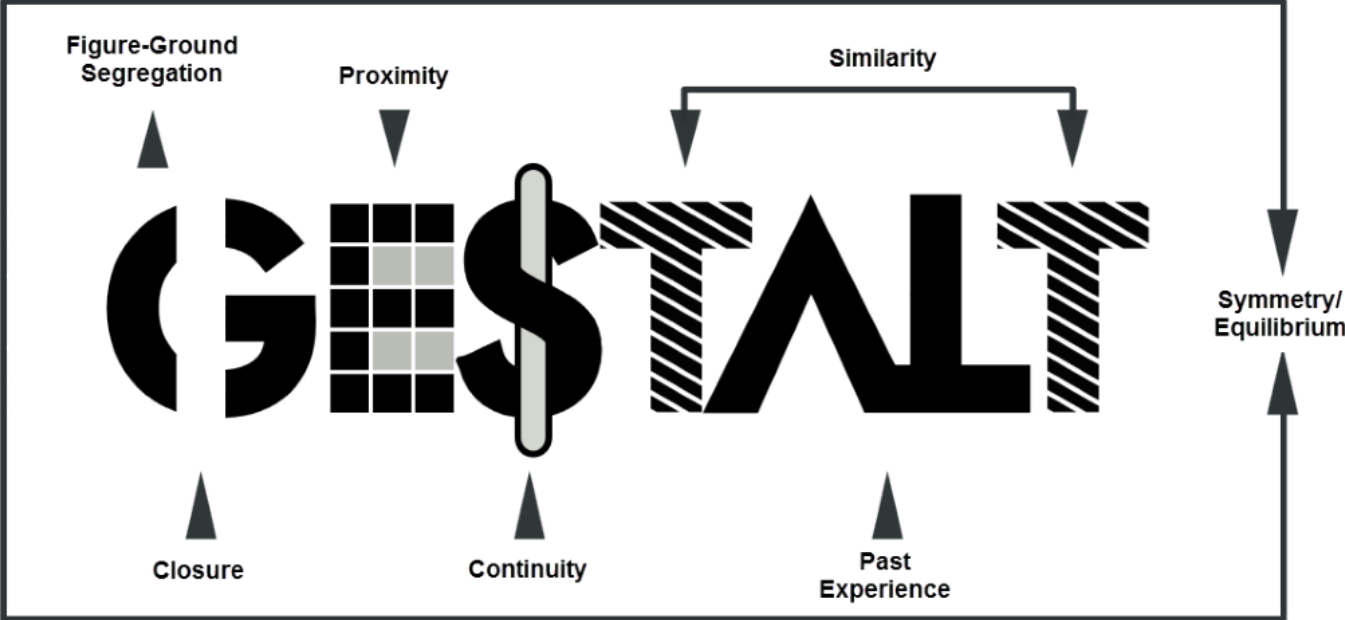 Figure-Ground
Segregation
Proximity
Similarity
GESTALT
Symmetry/
Equilibrium
Closure
Continuity
Past
Experience